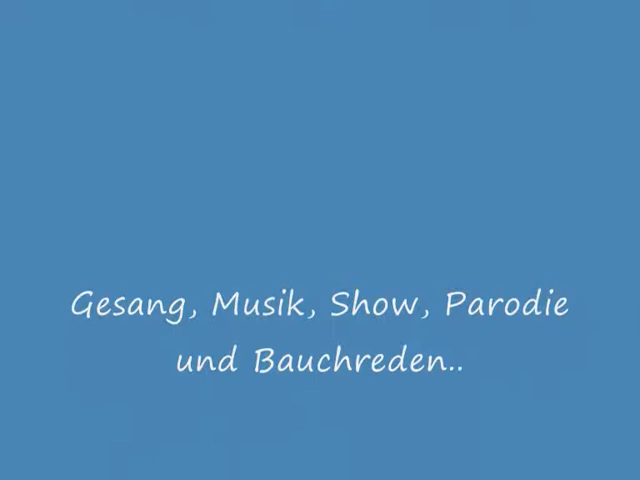 Gesang, Musik, Show, Parodie
und Bauchreden..